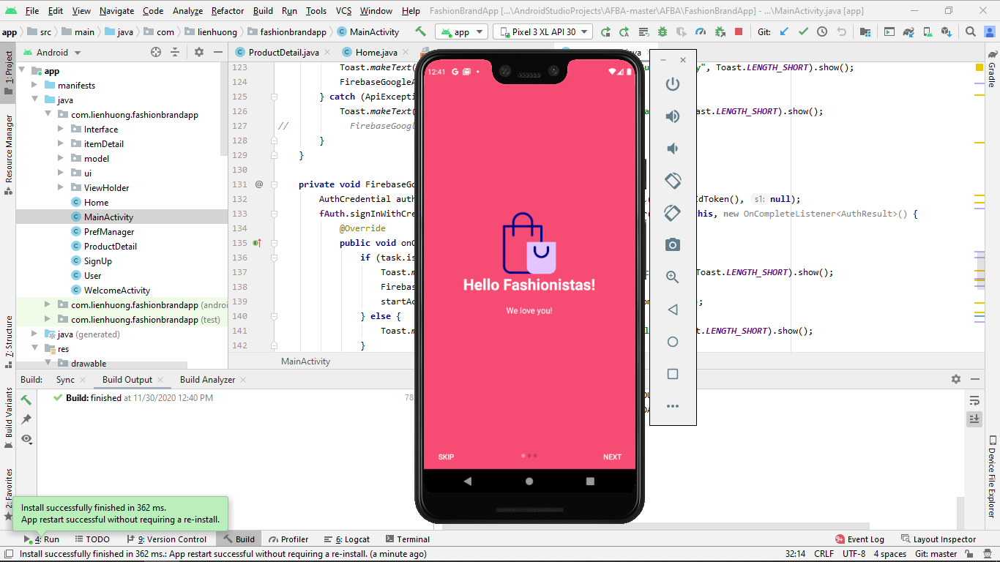 File Edit View Navigate Code Analyze Refactor Build Run Tools VCS Window Help FashionBrandApp [...\AndroidStudioProjects\AFBA-master\AFBA\FashionBrandApp] - ...\MainActivity.java [app]
app src main java com lienhuong fashionbrandapp MainActivity app Pixel 3 XL API 30 Git:
Android
ProductDetail.java
Home.java
1: Project
Resource Manager
7: Structure
Build Variants
2: Favorites
app
manifests
java
com.lienhuong.fashionbrandapp
Interface
itemDetail
model
ui
ViewHolder
Home
MainActivity
PrefManager
ProductDetail
SignUp
User
WelcomeActivity
com.lienhuong.fashionbrandapp (androi
com.lienhuong.fashionbrandapp (test)
java (generated)
res
drawable
123 Toast.makeText( y", Toast.LENGTH_SHORT).show();
124 FirebaseGoogleA
125 } catch (ApiExcepti
126 Toast.makeText( ast.LENGTH_SHORT).show();
127 // FirebaseGoogl
128 }
129 }
130
131 @ private void FirebaseGo
132 AuthCredential auth dToken(), s1: null);
133 fAuth.signInWithCre this, new OnCompleteListener<AuthResult>() {
134 @Override
135 public void onC
136 if (task.is
137 Toast.m Toast.LENGTH_SHORT).show();
138 Firebas
139 startAc );
140 } else {
141 Toast.m ast.LENGTH_SHORT).show();
142 }
MainActivity
12:41
Hello Fashionistas!
We love you!
SKIP
NEXT
Gradle
Device File Explorer
Build: Sync Build Output Build Analyzer
Build: finished at 11/30/2020 12:40 PM
Install successfully finished in 362 ms.
App restart successful without requiring a re-install.
4: Run TODO 9: Version Control Build Profiler 6: Logcat Terminal 9+ Event Log Layout Inspector
Install successfully finished in 362 ms.: App restart successful without requiring a re-install. (a minute ago) 32:14 CRLF UTF-8 4 spaces Git: master